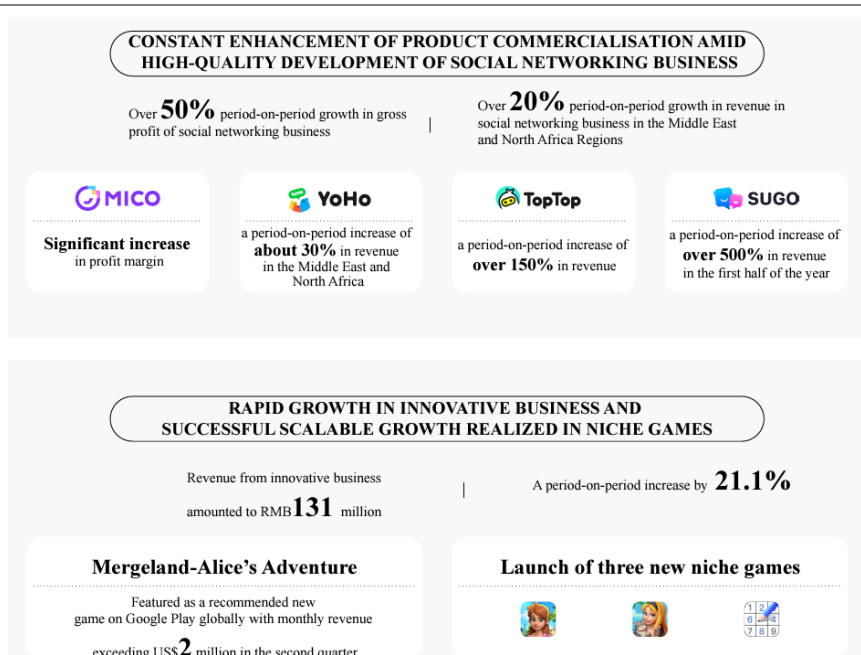 CONSTANT ENHANCEMENT OF PRODUCT COMMERCIALISATION AMID
HIGH-QUALITY DEVELOPMENT OF SOCIAL NETWORKING BUSINESS
Over 50% period-on-period growth in gross
profit of social networking business
Over 20% period-on-period growth in revenue in
social networking business in the Middle East
and North Africa Regions
MICO
Significant increase
in profit margin
YoHo
a period-on-period increase of
about 30% in revenue
in the Middle East and
North Africa
TopTop
a period-on-period increase of
over 150% in revenue
SUGO
a period-on-period increase of
over 500% in revenue
in the first half of the year
RAPID GROWTH IN INNOVATIVE BUSINESS AND
SUCCESSFUL SCALABLE GROWTH REALIZED IN NICHE GAMES
Revenue from innovative business
amounted to RMB131 million
A period-on-period increase by 21.1%
Mergeland-Alice's Adventure
Featured as a recommended new
game on Google Play globally with monthly revenue
exceeding US$2 million in the second quarter
Launch of three new niche games
1 2
6 4
7 8 9